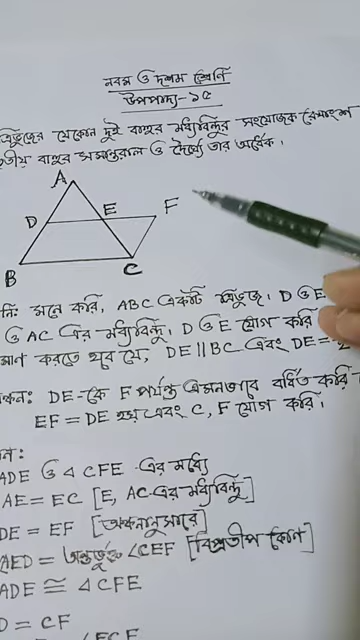 নবম ও দশম শ্রেণি
উপপাদ্য-১৫
ত্রিভুজের যেকোন দুই বাহুর মধ্যবিন্দুর সংযোজক রেখাংশ
তৃতীয় বাহুর সমান্তরাল ও দৈর্ঘ্যে তার অর্ধেক।
A
D E F
B C
মনে করি, ABC একটি ত্রিভুজ। D ও E
ও AC এর মধ্যবিন্দু। D ও E যোগ করি
করতে হবে যে, DE || BC এবং DE =
DE-কে F পর্যন্ত এমনভাবে বর্ধিত করি
EF = DE হয় এবং C, F যোগ করি।
ADE ও Δ CFE -এর মধ্যে
AE = EC [E, AC-এর মধ্যবিন্দু]
DE = EF [অঙ্কনানুসারে]
AED = অন্তর্ভুক্ত ∠CEF [বিপ্রতীপ কোণ]
ADE ≅ Δ CFE
D = CF
ECF